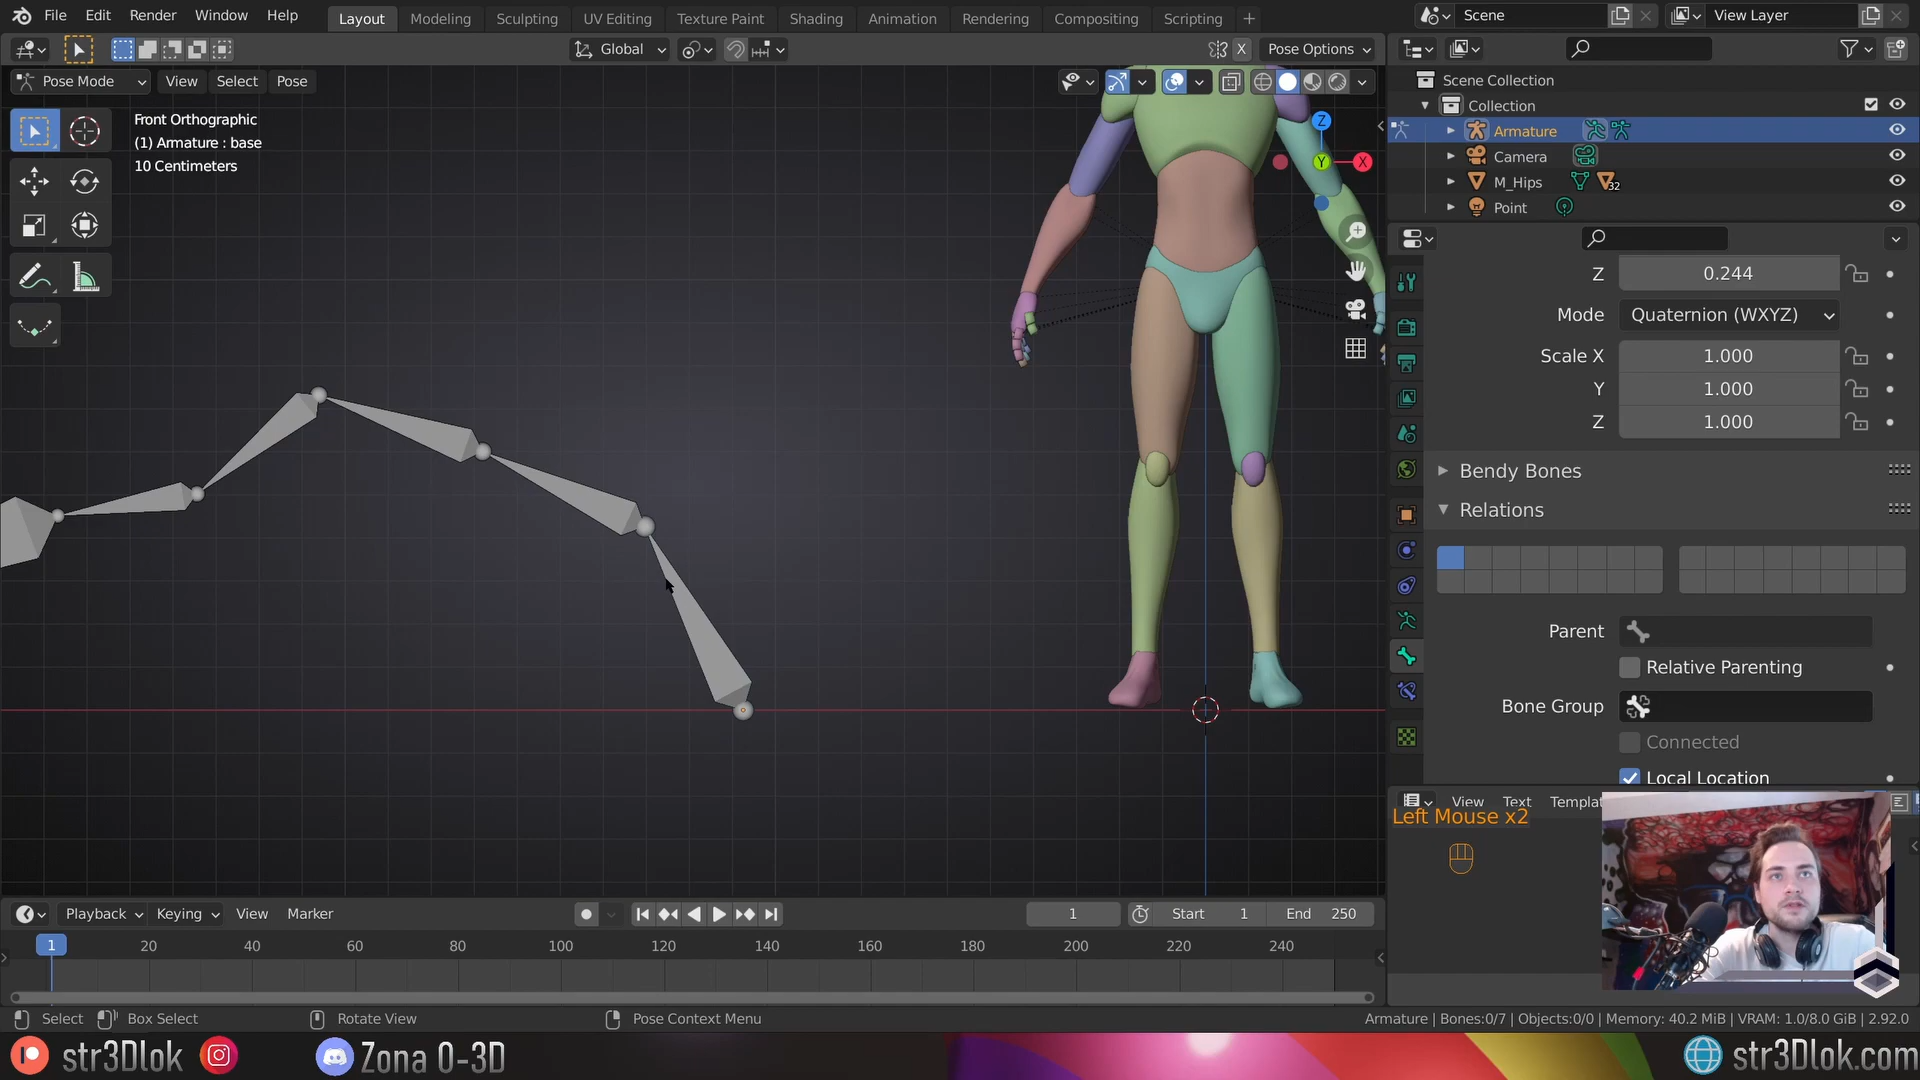 File Edit Render Window Help Layout Modeling Sculpting UV Editing Texture Paint Shading Animation Rendering Compositing Scripting + Scene View Layer
Global X Pose Options
Pose Mode View Select Pose
Front Orthographic
(1) Armature : base
10 Centimeters
Z
Y
X
Scene Collection
Collection
Armature
Camera
M_Hips 32
Point
Z 0.244
Mode Quaternion (WXYZ)
Scale X 1.000
Y 1.000
Z 1.000
Bendy Bones
Relations
Parent
Relative Parenting
Bone Group
Connected
Local Location
View Text Templat
Left Mouse x2
Playback Keying View Marker 1 Start 1 End 250
1 20 40 60 80 100 120 140 160 180 200 220 240
Select Box Select Rotate View Pose Context Menu Armature | Bones:0/7 | Objects:0/0 | Memory: 40.2 MiB | VRAM: 1.0/8.0 GiB | 2.92.0
str3Dlok Zona 0-3D str3Dlok.com